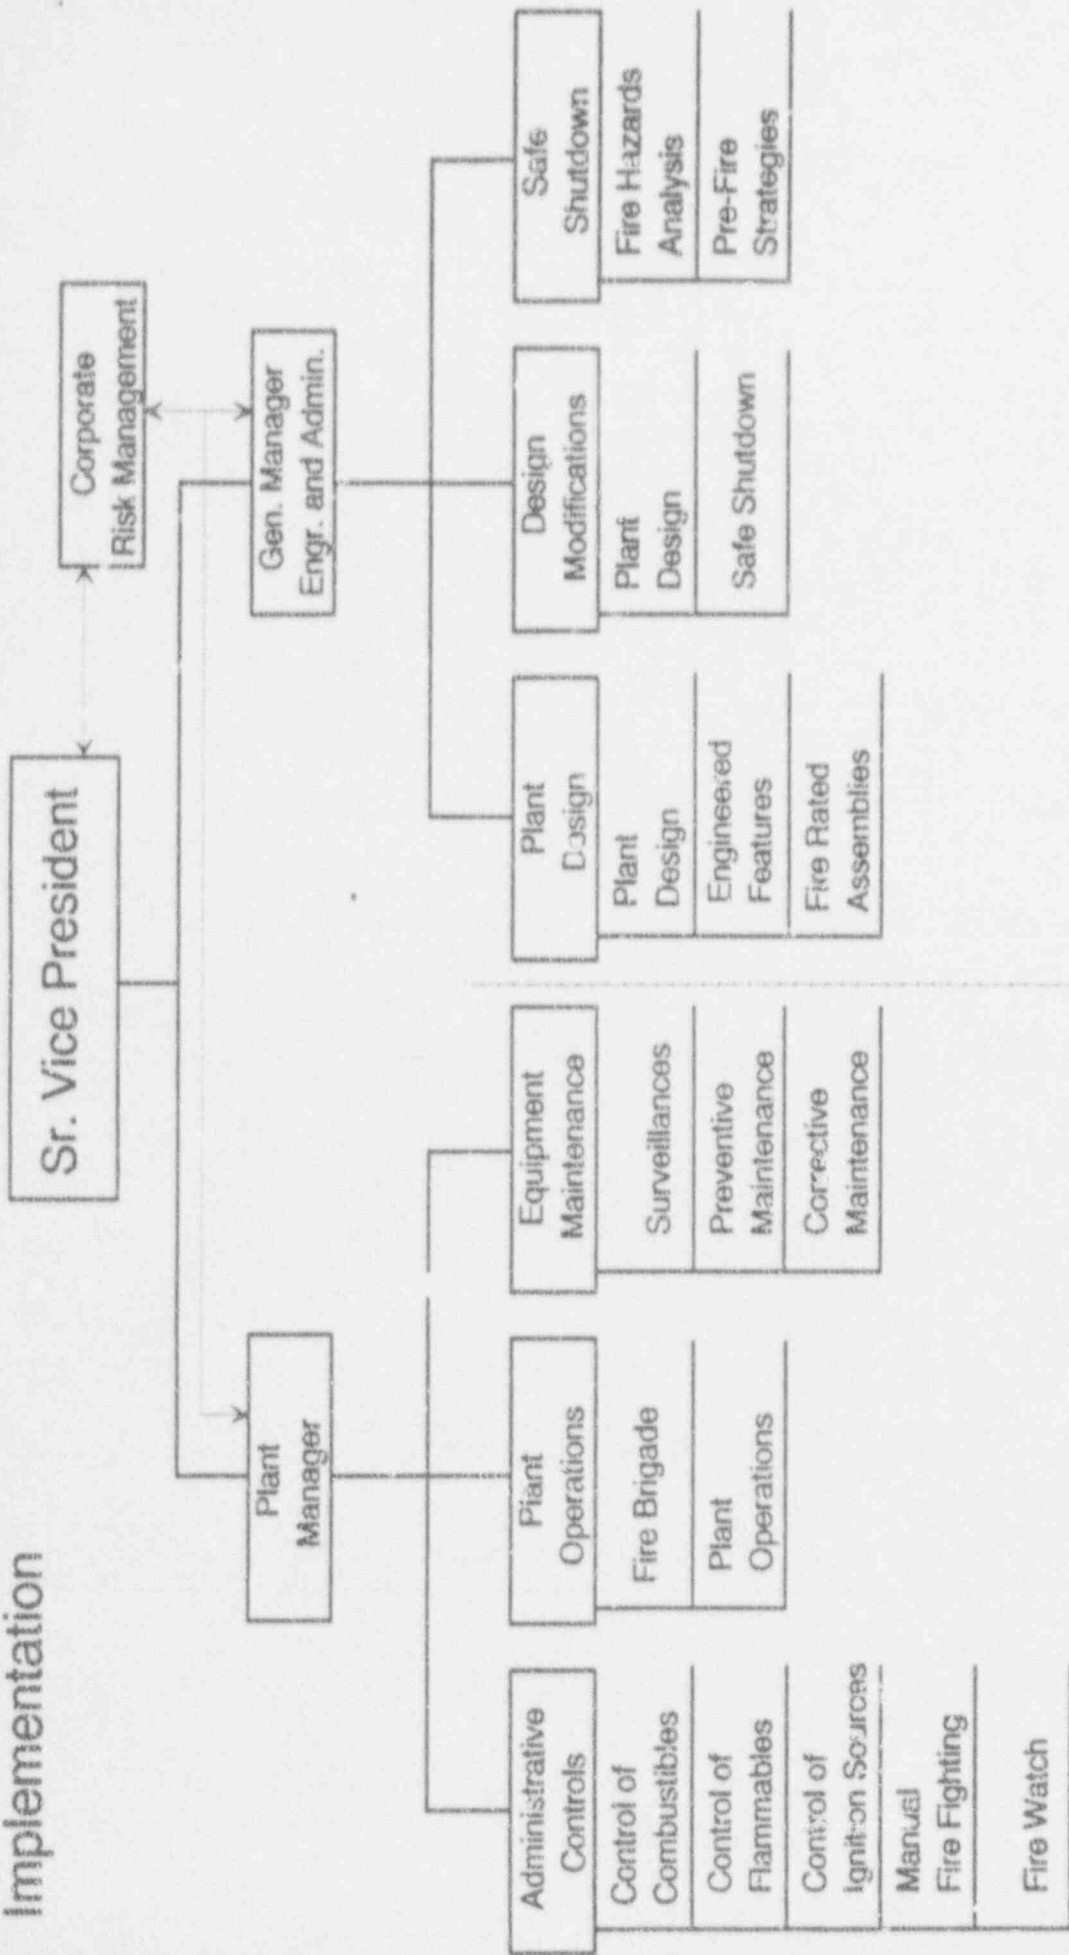 Implementation
Sr. Vice President
Corporate
Risk Management
Plant
Manager
Gen. Manager
Engr. and Admin.
Administrative
Controls
Control of
Combustibles
Control of
Flammables
Control of
Ignition Sources
Manual
Fire Fighting
Fire Watch
Plant
Operations
Fire Brigade
Plant
Operations
Equipment
Maintenance
Surveillances
Preventive
Maintenance
Corrective
Maintenance
Plant
Design
Plant
Design
Engineered
Features
Fire Rated
Assemblies
Design
Modifications
Plant
Design
Safe Shutdown
Safe
Shutdown
Fire Hazards
Analysis
Pre-Fire
Strategies